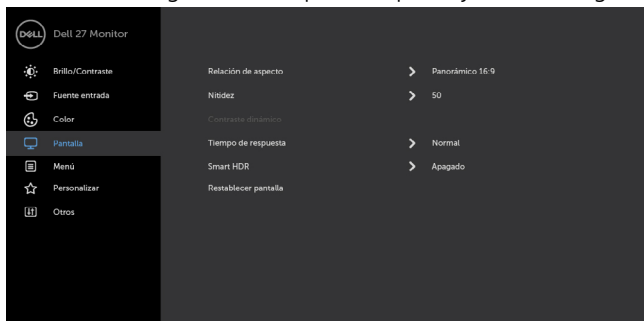 DELL
Dell 27 Monitor
Brillo/Contraste
Relación de aspecto
Panorámico 16:9
Fuente entrada
Nitidez
50
Color
Contraste dinámico
Pantalla
Tiempo de respuesta
Normal
Menú
Smart HDR
Apagado
Personalizar
Restablecer pantalla
Otros